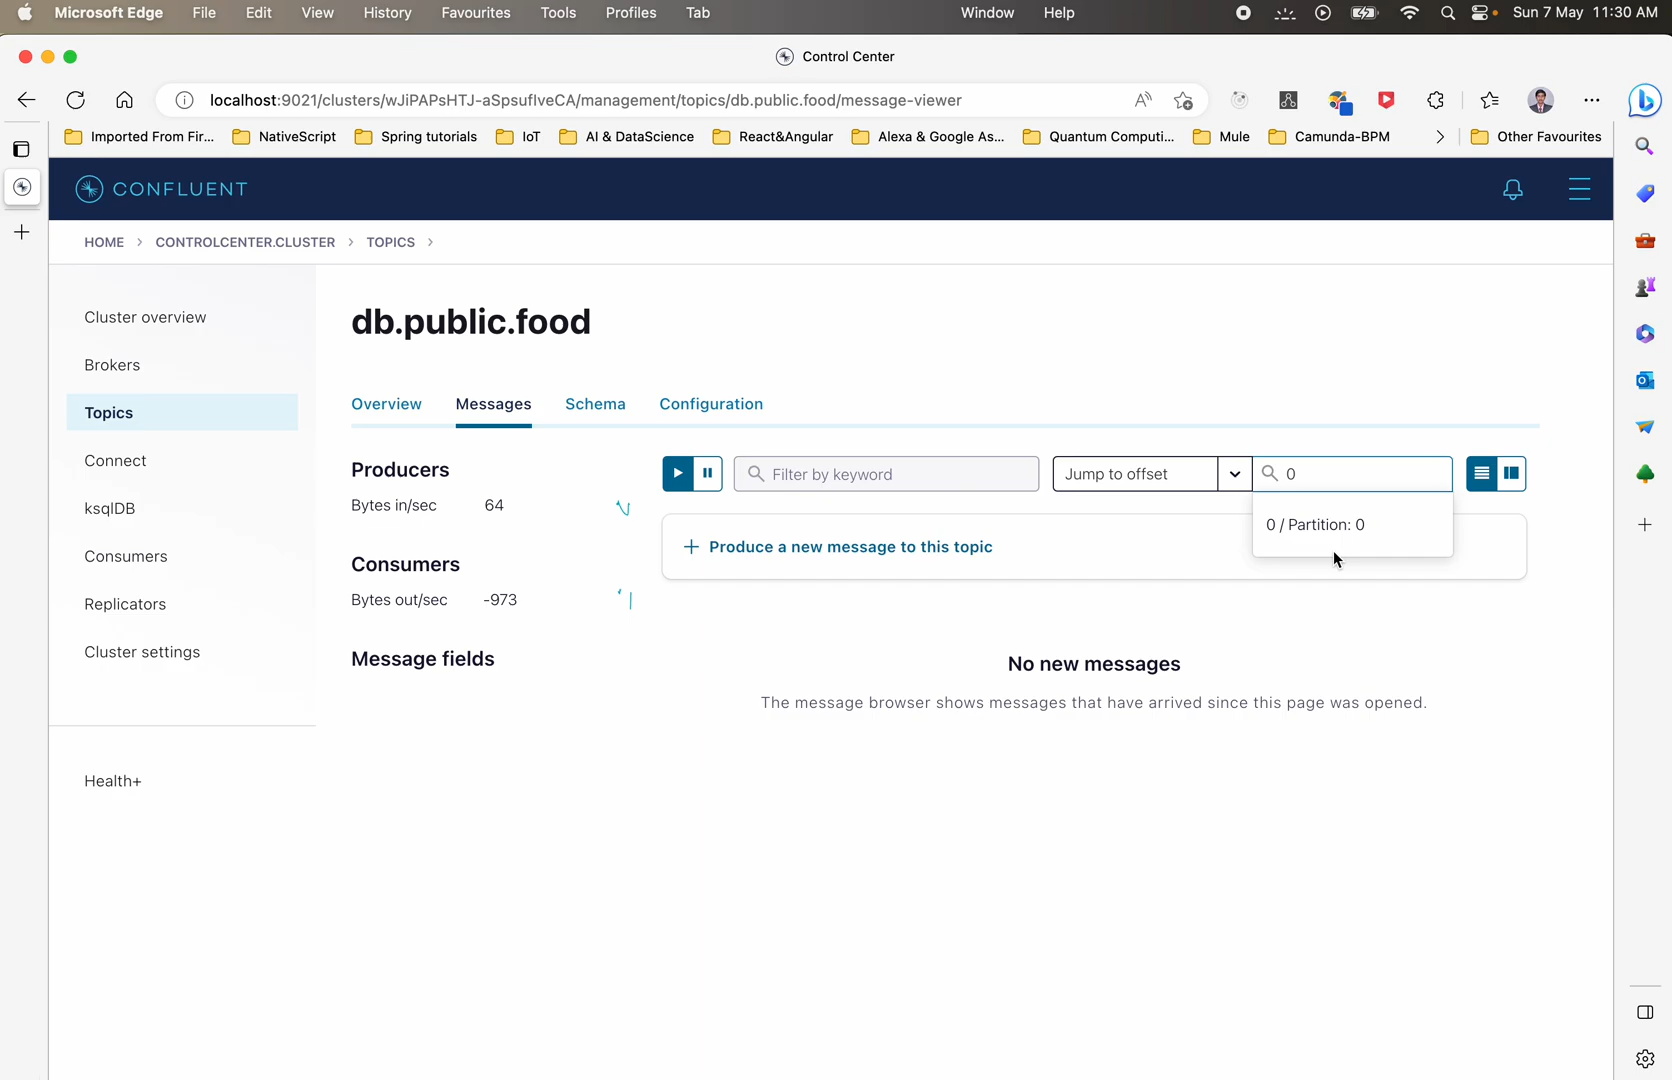 Microsoft Edge File Edit View History Favourites Tools Profiles Tab Window Help Sun 7 May 11:30 AM
Control Center
localhost:9021/clusters/wJiPAPsHTJ-aSpsuflveCA/management/topics/db.public.food/message-viewer
Imported From Fir... NativeScript Spring tutorials IoT AI & DataScience React&Angular Alexa & Google As... Quantum Computi... Mule Camunda-BPM Other Favourites
CONFLUENT
HOME > CONTROLCENTER.CLUSTER > TOPICS >
Cluster overview
Brokers
Topics
Connect
ksqlDB
Consumers
Replicators
Cluster settings
Health+
db.public.food
Overview Messages Schema Configuration
Producers
Bytes in/sec 64
Consumers
Bytes out/sec -973
Message fields
Filter by keyword Jump to offset 0
0 / Partition: 0
+ Produce a new message to this topic
No new messages
The message browser shows messages that have arrived since this page was opened.